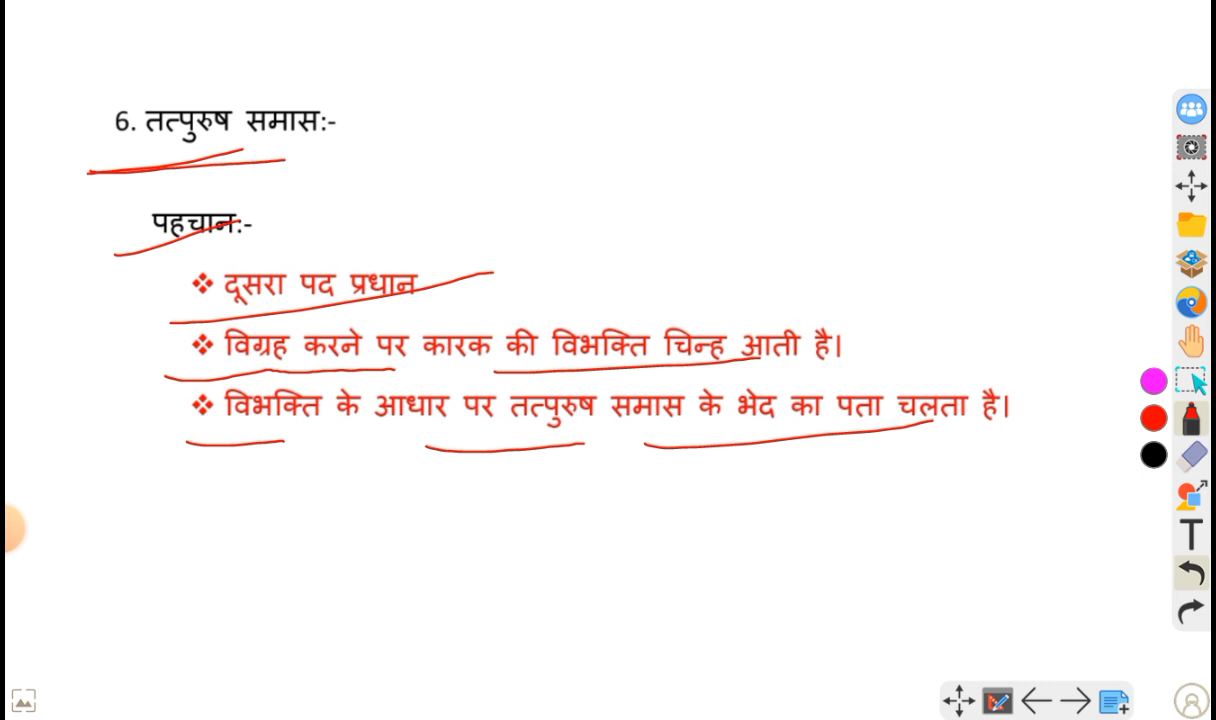 6. तत्पुरुष समास:-
पहचान:-
❖ दूसरा पद प्रधान
❖ विग्रह करने पर कारक की विभक्ति चिन्ह आती है।
❖ विभक्ति के आधार पर तत्पुरुष समास के भेद का पता चलता है।
T